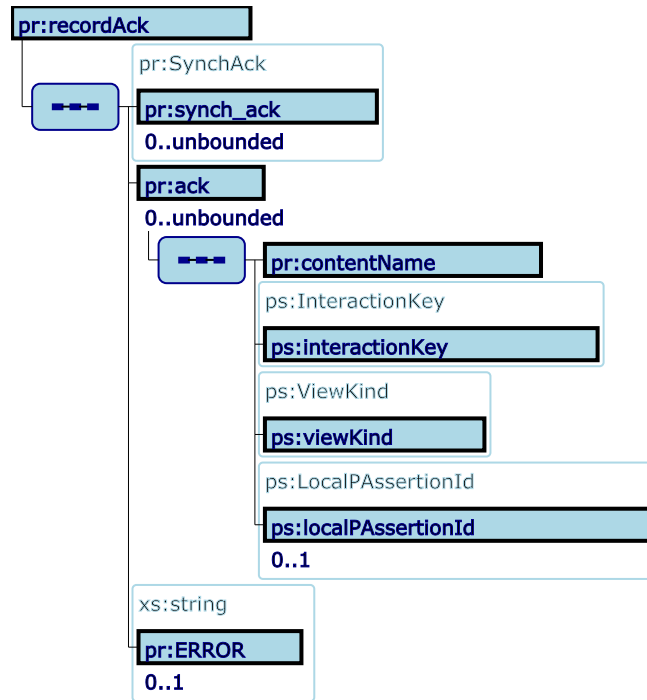 pr:recordAck
pr:SynchAck
pr:synch_ack
0..unbounded
pr:ack
0..unbounded
pr:contentName
ps:InteractionKey
ps:interactionKey
ps:ViewKind
ps:viewKind
ps:LocalPAssertionId
ps:localPAssertionId
0..1
xs:string
pr:ERROR
0..1